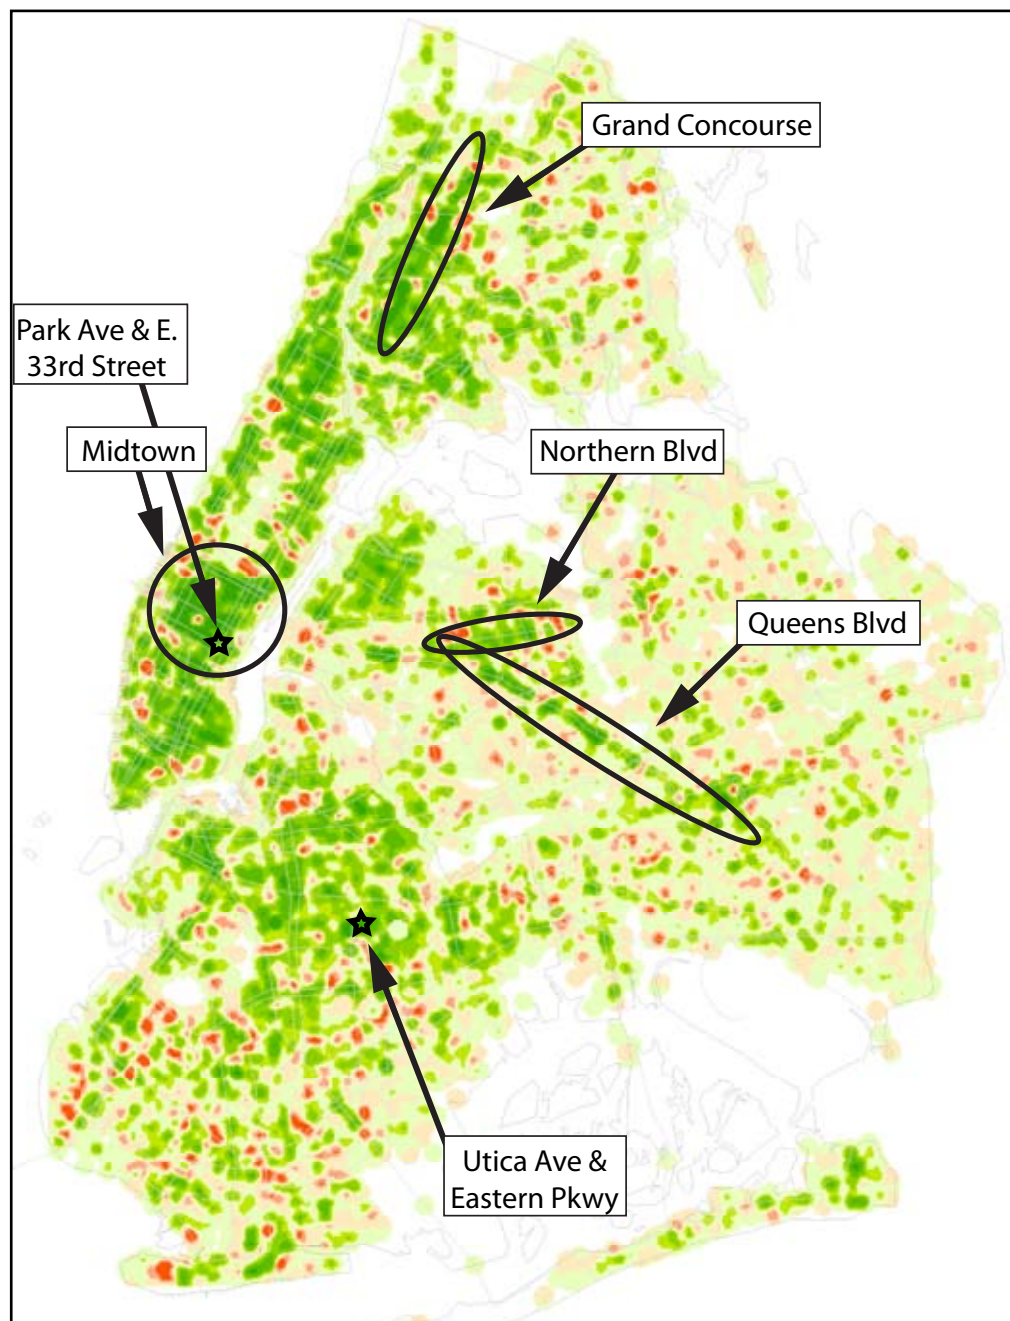 Grand Concourse
Park Ave & E.
33rd Street
Midtown
Northern Blvd
Queens Blvd
Utica Ave &
Eastern Pkwy